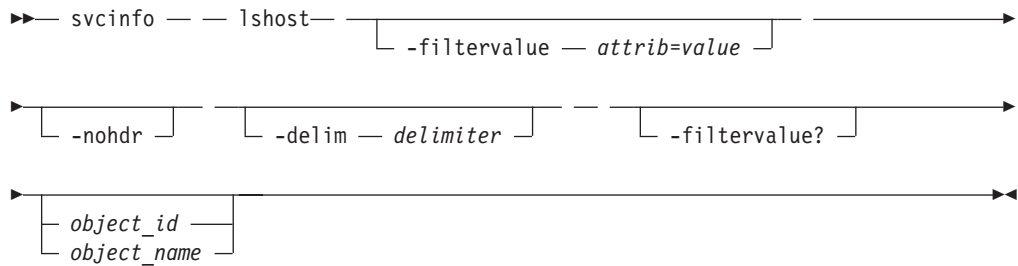 svcinfo lshost
-filtervalue attrib=value
-nohdr -delim delimiter -filtervalue?
object_id
object_name